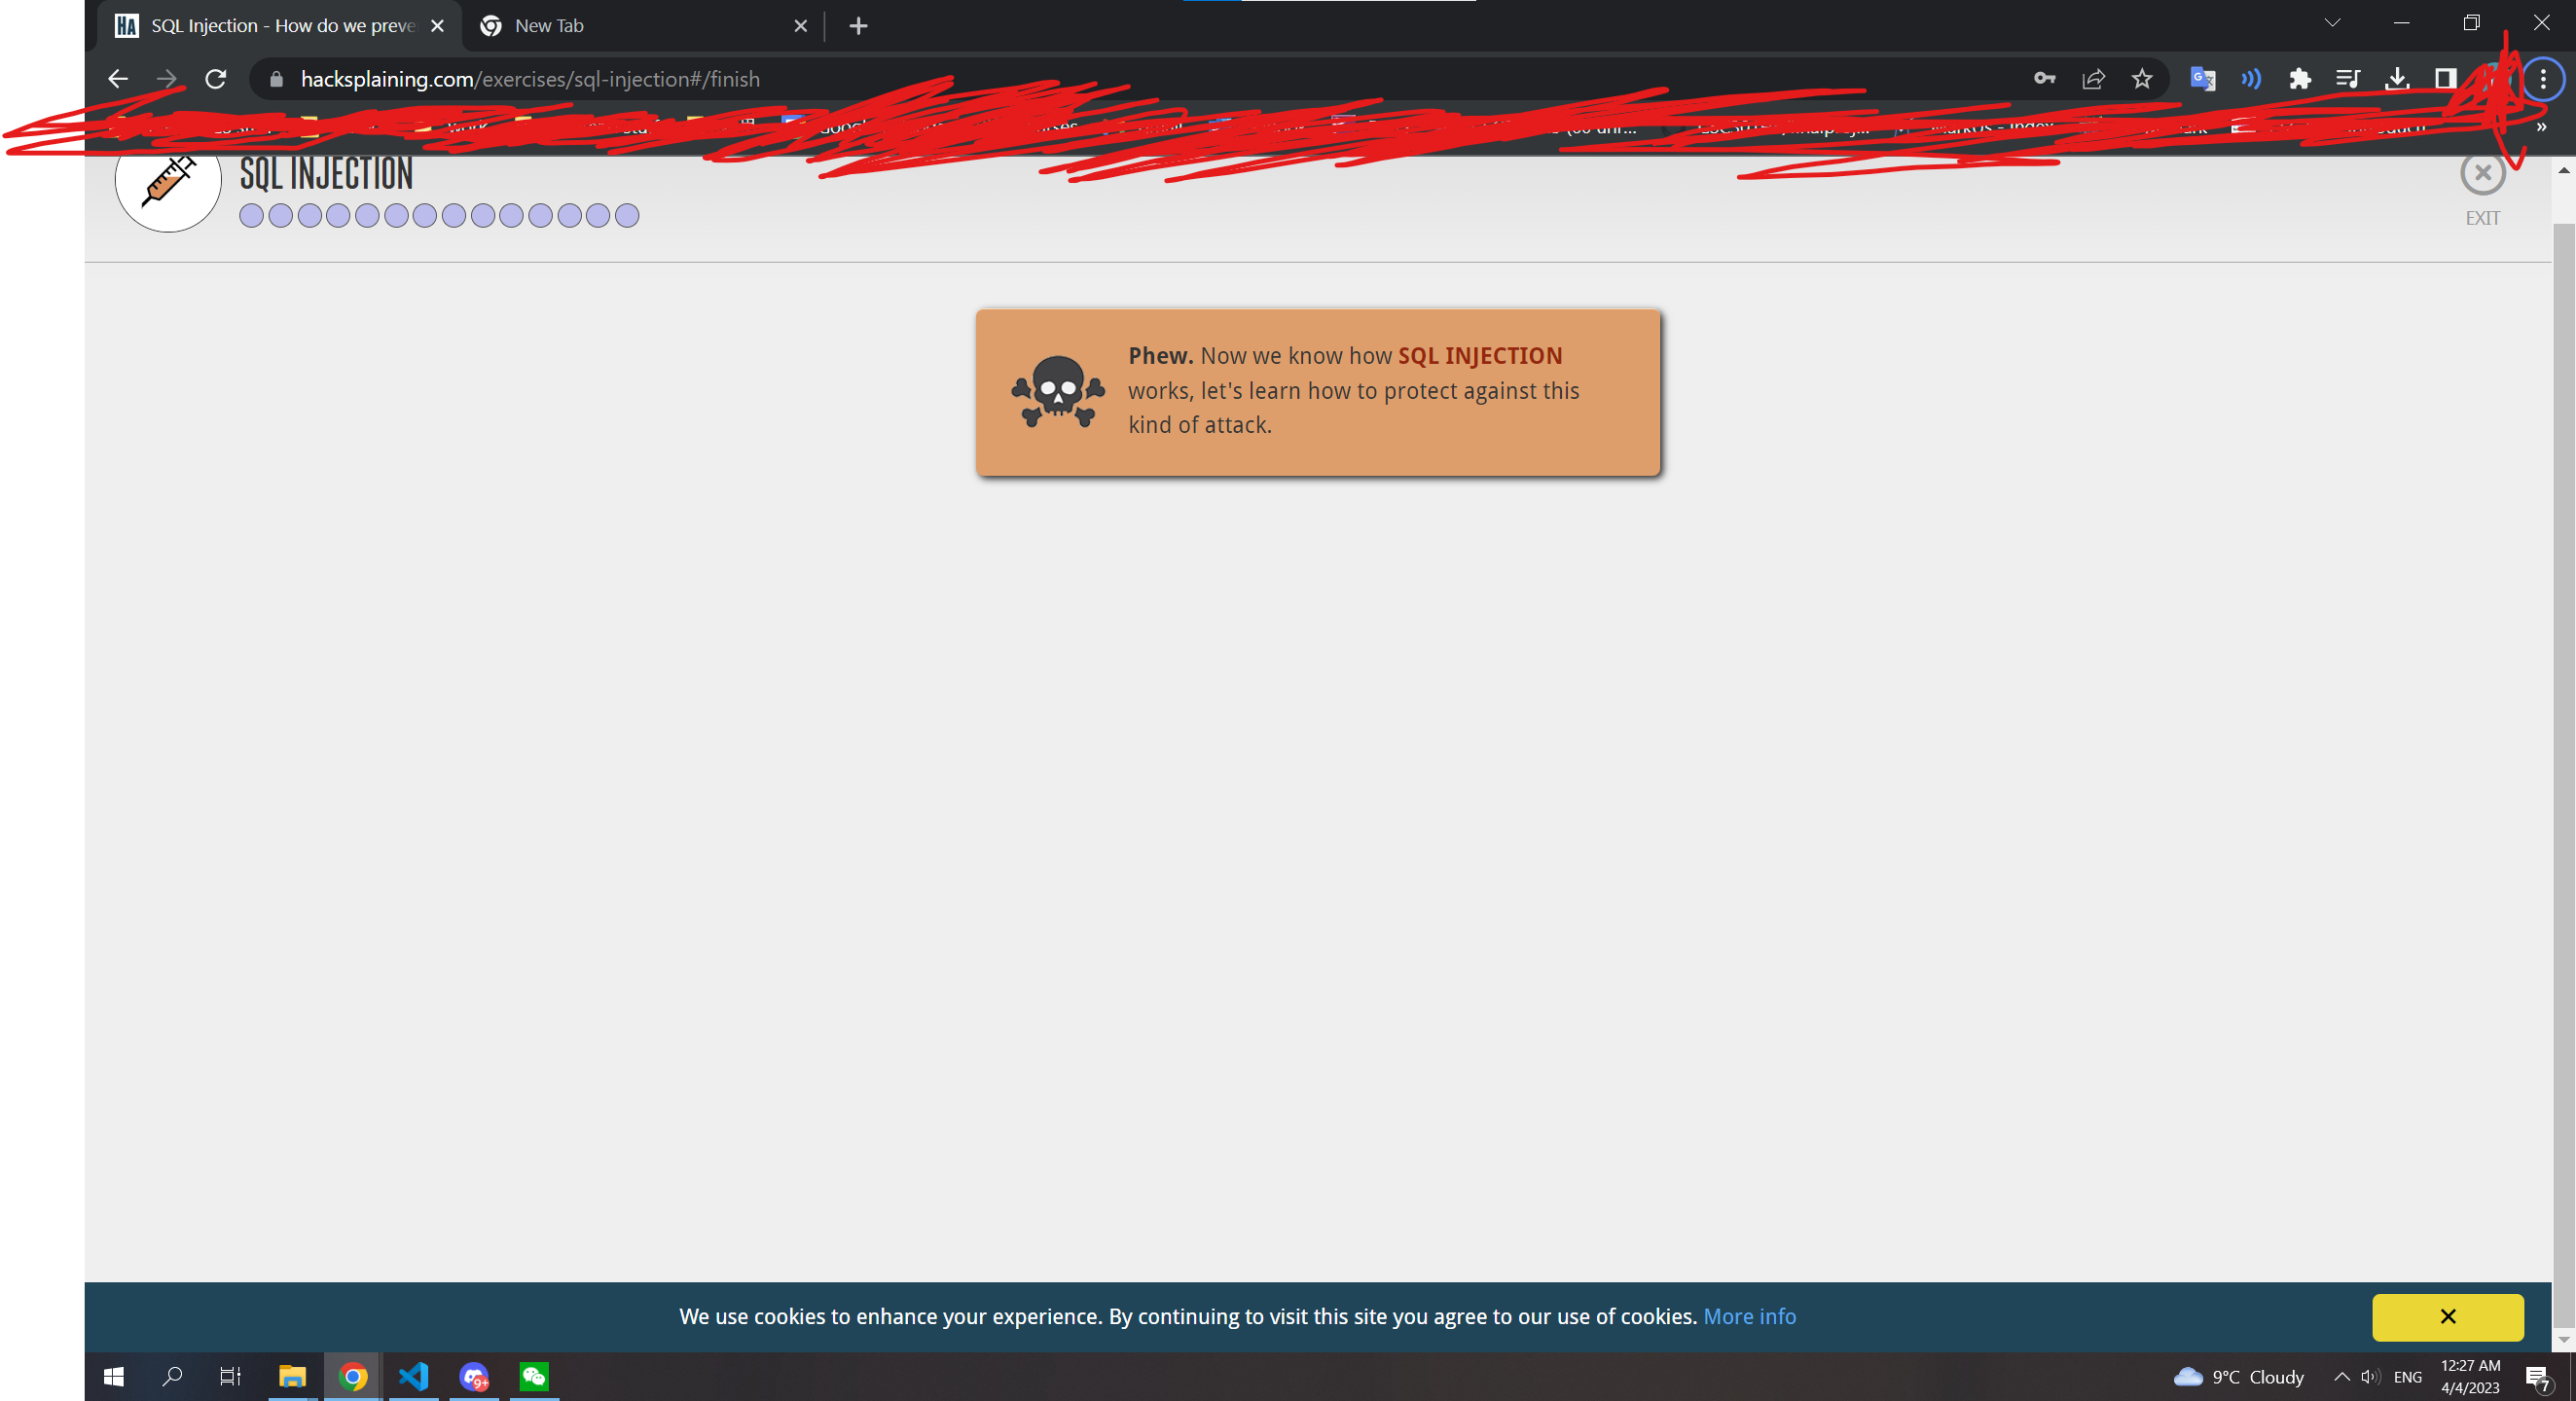 HA SQL Injection - How do we preve
New Tab
hacksplaining.com/exercises/sql-injection#/finish
SQL INJECTION
EXIT
Phew. Now we know how SQL INJECTION
works, let's learn how to protect against this
kind of attack.
We use cookies to enhance your experience. By continuing to visit this site you agree to our use of cookies. More info
9+
9°C Cloudy
ENG
12:27 AM
4/4/2023
7